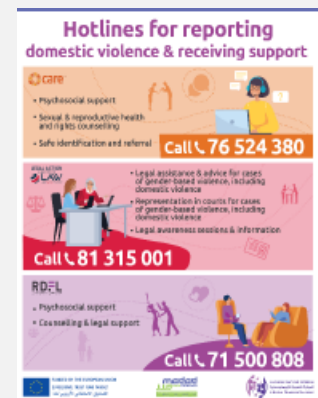 Hotlines for reporting
domestic violence & receiving support
care
• Psychosocial support
• Sexual & reproductive health
and rights counselling
• Safe identification and referral
Call 76 524 380
LAW
• Legal assistance & advice for cases
of gender-based violence, including
domestic violence
• Representation in courts for cases
of gender-based violence, including
domestic violence
• Legal awareness sessions & information
Call 81 315 001
RDFL
• Psychosocial support
• Counselling & legal support
Call 71 500 808
FUNDED BY THE EUROPEAN UNION